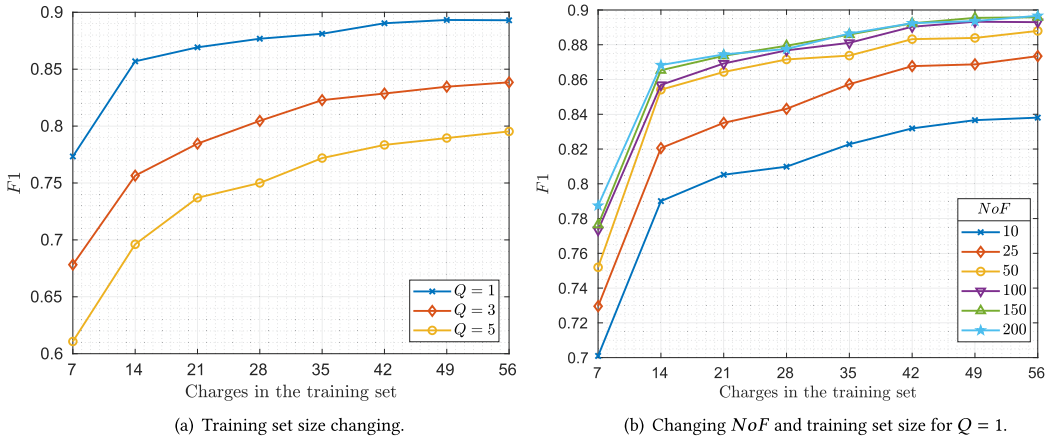 0.9
0.85
0.8
0.75
0.7
0.65
0.6
F1
7 14 21 28 35 42 49 56
Charges in the training set
Q = 1
Q = 3
Q = 5
(a) Training set size changing.
0.9
0.88
0.86
0.84
0.82
0.8
0.78
0.76
0.74
0.72
0.7
F1
7 14 21 28 35 42 49 56
Charges in the training set
NoF
10
25
50
100
150
200
(b) Changing NoF and training set size for Q = 1.